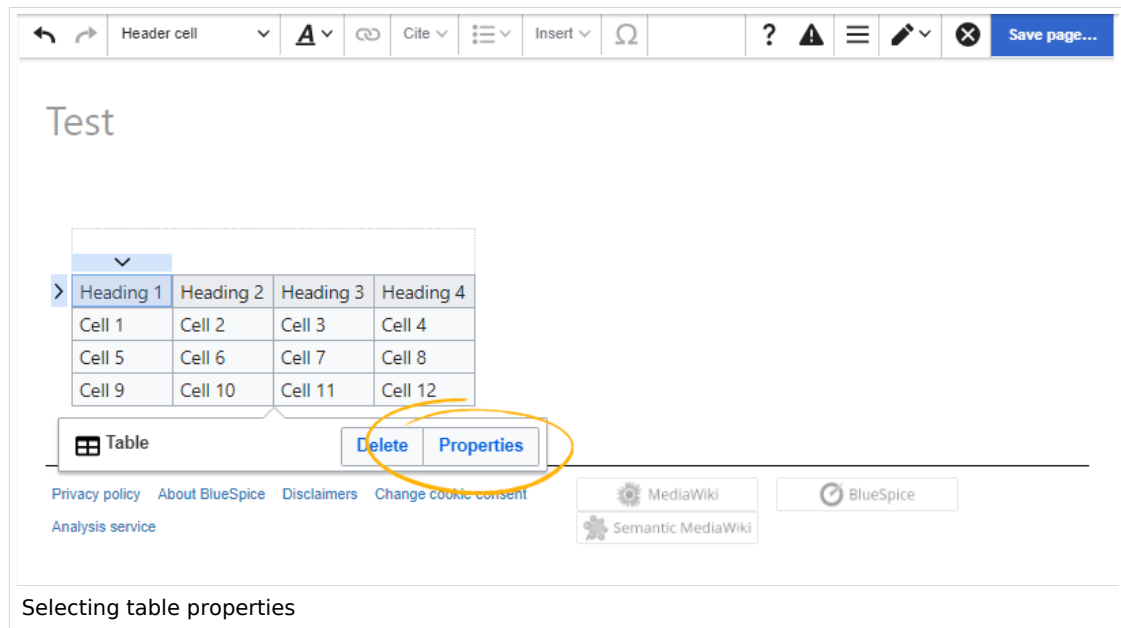 Header cell A Cite Insert Ω ? Save page...
Test
Heading 1 Heading 2 Heading 3 Heading 4
Cell 1 Cell 2 Cell 3 Cell 4
Cell 5 Cell 6 Cell 7 Cell 8
Cell 9 Cell 10 Cell 11 Cell 12
Table Delete Properties
Privacy policy About BlueSpice Disclaimers Change cookie consent MediaWiki BlueSpice
Analysis service Semantic MediaWiki
Selecting table properties